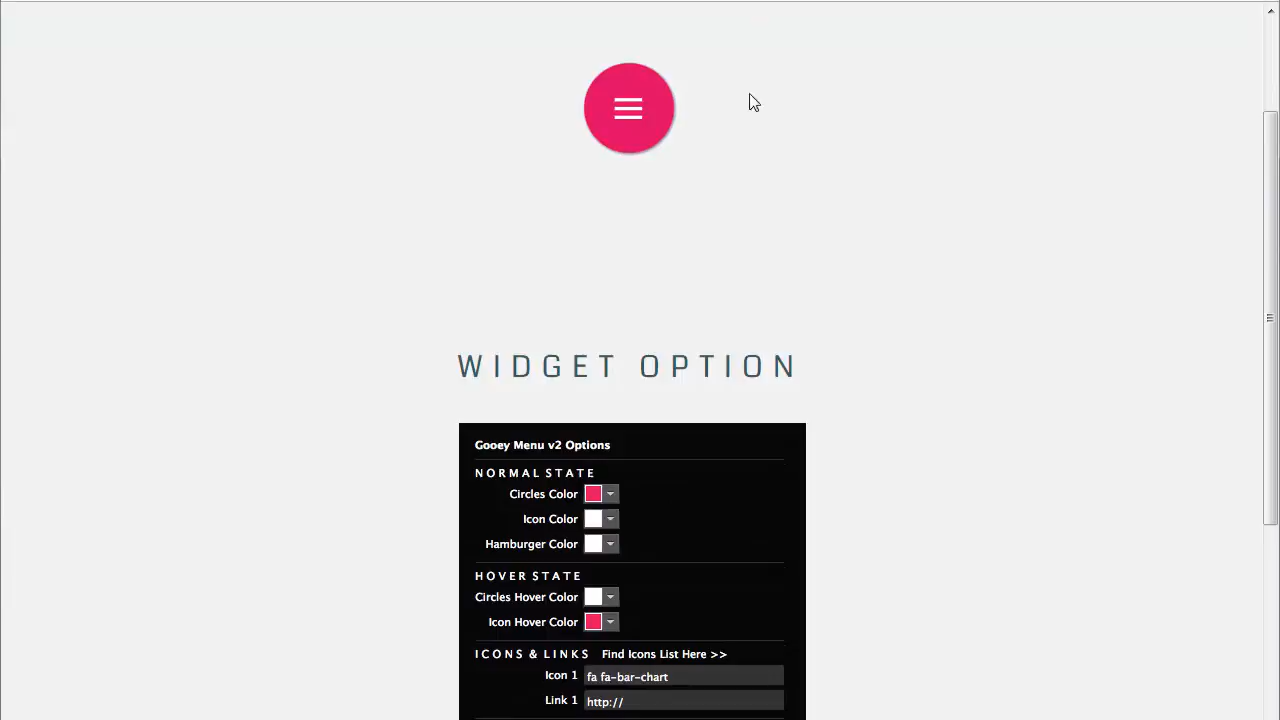 WIDGET OPTION
Gooey Menu v2 Options
NORMAL STATE
Circles Color
Icon Color
Hamburger Color
HOVER STATE
Circles Hover Color
Icon Hover Color
ICONS & LINKS Find Icons List Here >>
Icon 1 fa fa-bar-chart
Link 1 http://